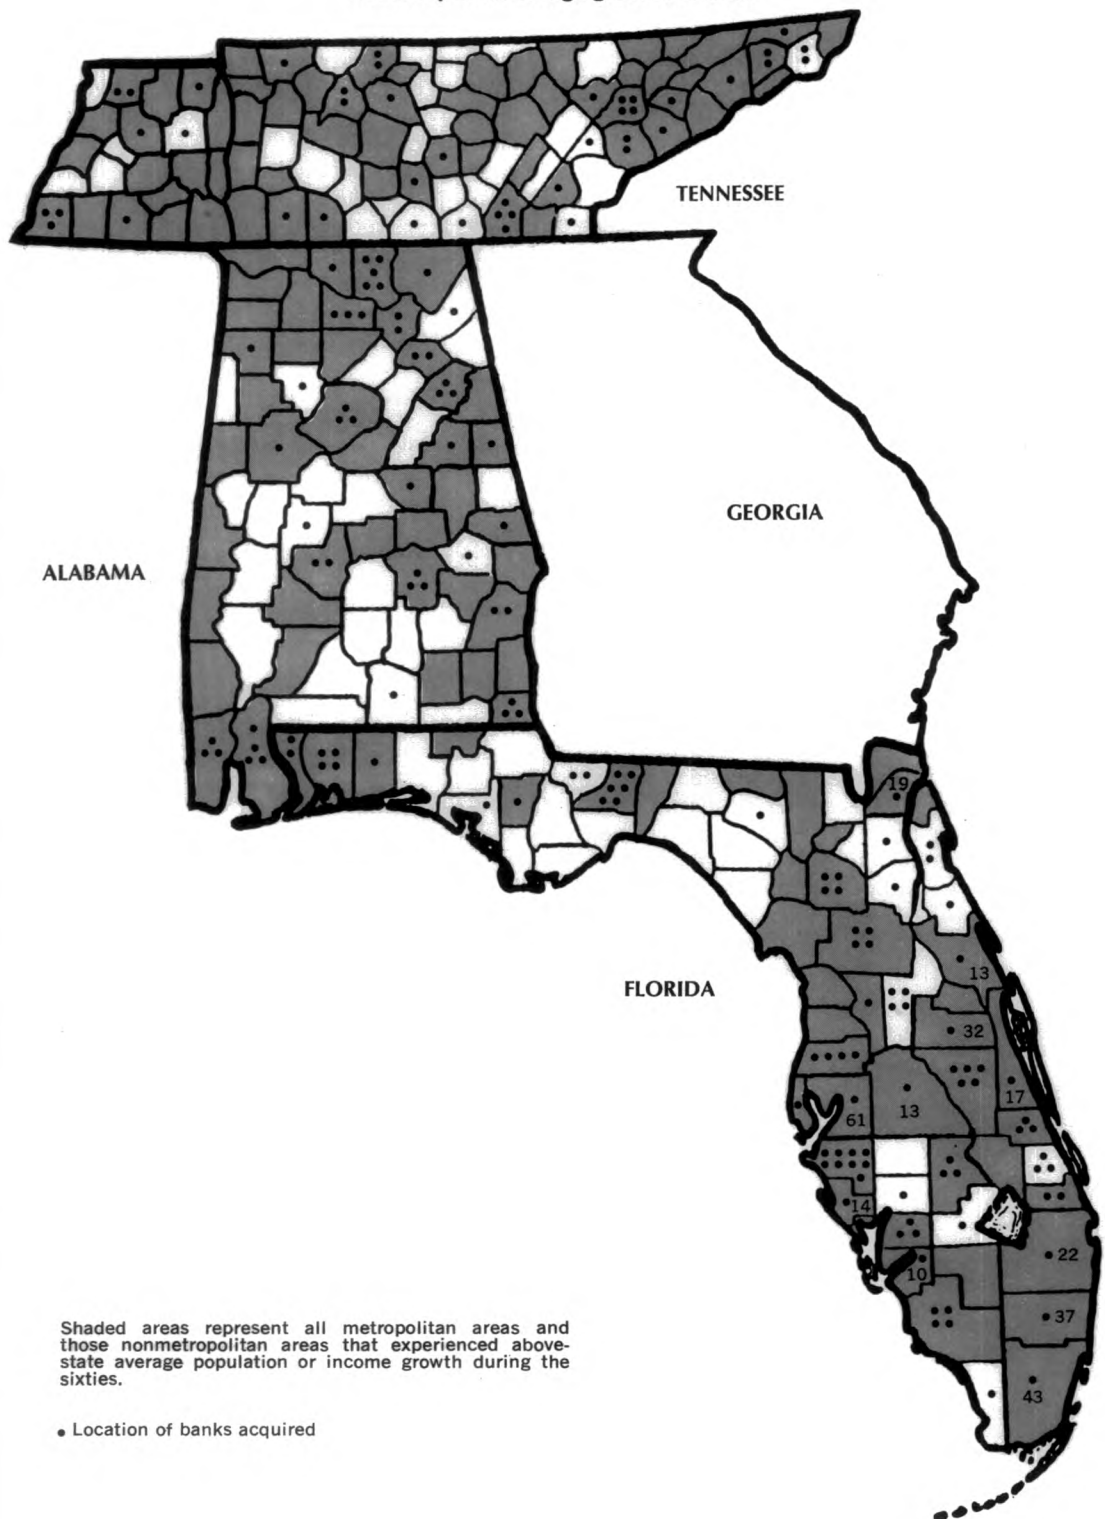 TENNESSEE
GEORGIA
ALABAMA
19
FLORIDA
13
32
17
13
61
14
22
10
37
43
Shaded areas represent all metropolitan areas and
those nonmetropolitan areas that experienced above-
state average population or income growth during the
sixties.
• Location of banks acquired